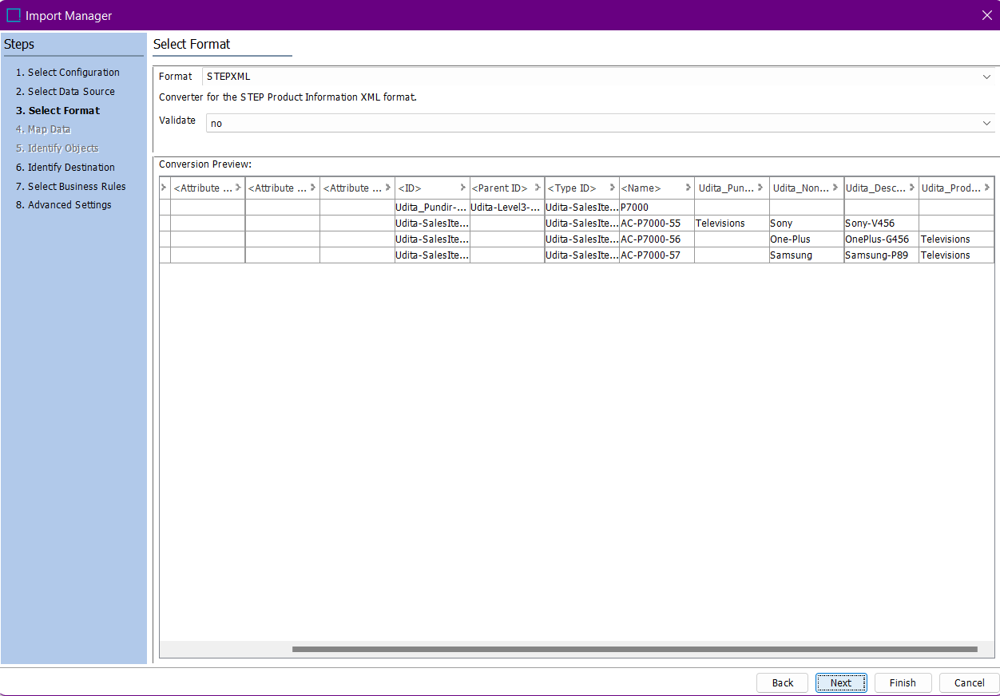 Import Manager
Steps
1. Select Configuration
2. Select Data Source
3. Select Format
4. Map Data
5. Identify Objects
6. Identify Destination
7. Select Business Rules
8. Advanced Settings
Select Format
Format STEPXML
Converter for the STEP Product Information XML format.
Validate no
Conversion Preview:
<Attribute ... <Attribute ... <Attribute ... <ID> <Parent ID> <Type ID> <Name> Udita_Pun... Udita_Non... Udita_Desc... Udita_Prod...
Udita_Pundir-... Udita-Level3-... Udita-SalesIte... P7000
Udita-SalesIte... Udita-SalesIte... AC-P7000-55 Televisions Sony Sony-V456
Udita-SalesIte... Udita-SalesIte... AC-P7000-56 One-Plus OnePlus-G456 Televisions
Udita-SalesIte... Udita-SalesIte... AC-P7000-57 Samsung Samsung-P89 Televisions
Back Next Finish Cancel